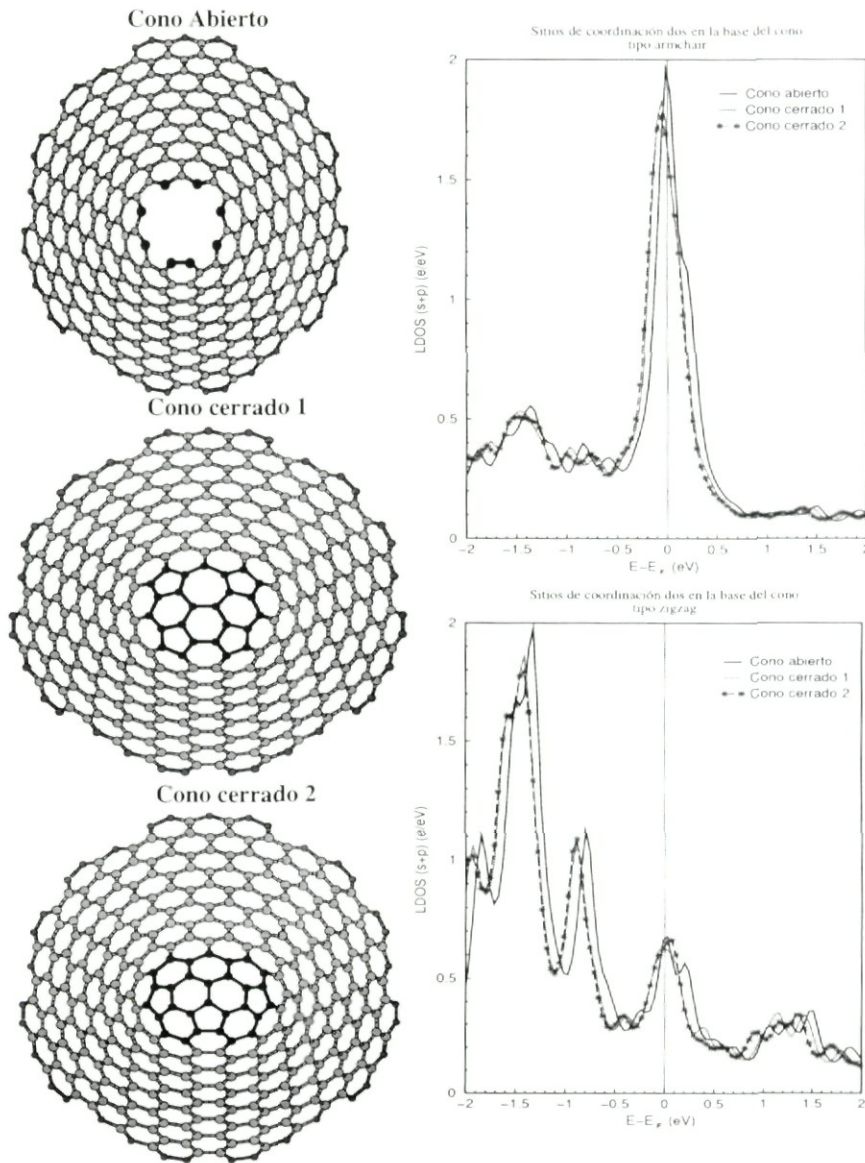 Cono Abierto
Cono cerrado 1
Cono cerrado 2
Sitios de coordinación dos en la base del cono
tipo armchair
2
1.5
1
0.5
0
LDOS (s+p) (e/eV)
Cono abierto
Cono cerrado 1
Cono cerrado 2
-2 -1.5 -1 -0.5 0 0.5 1 1.5 2
E-E_F (eV)
Sitios de coordinación dos en la base del cono
tipo zigzag
2
1.5
1
0.5
0
LDOS (s+p) (e/eV)
Cono abierto
Cono cerrado 1
Cono cerrado 2
-2 -1.5 -1 -0.5 0 0.5 1 1.5 2
E-E_F (eV)